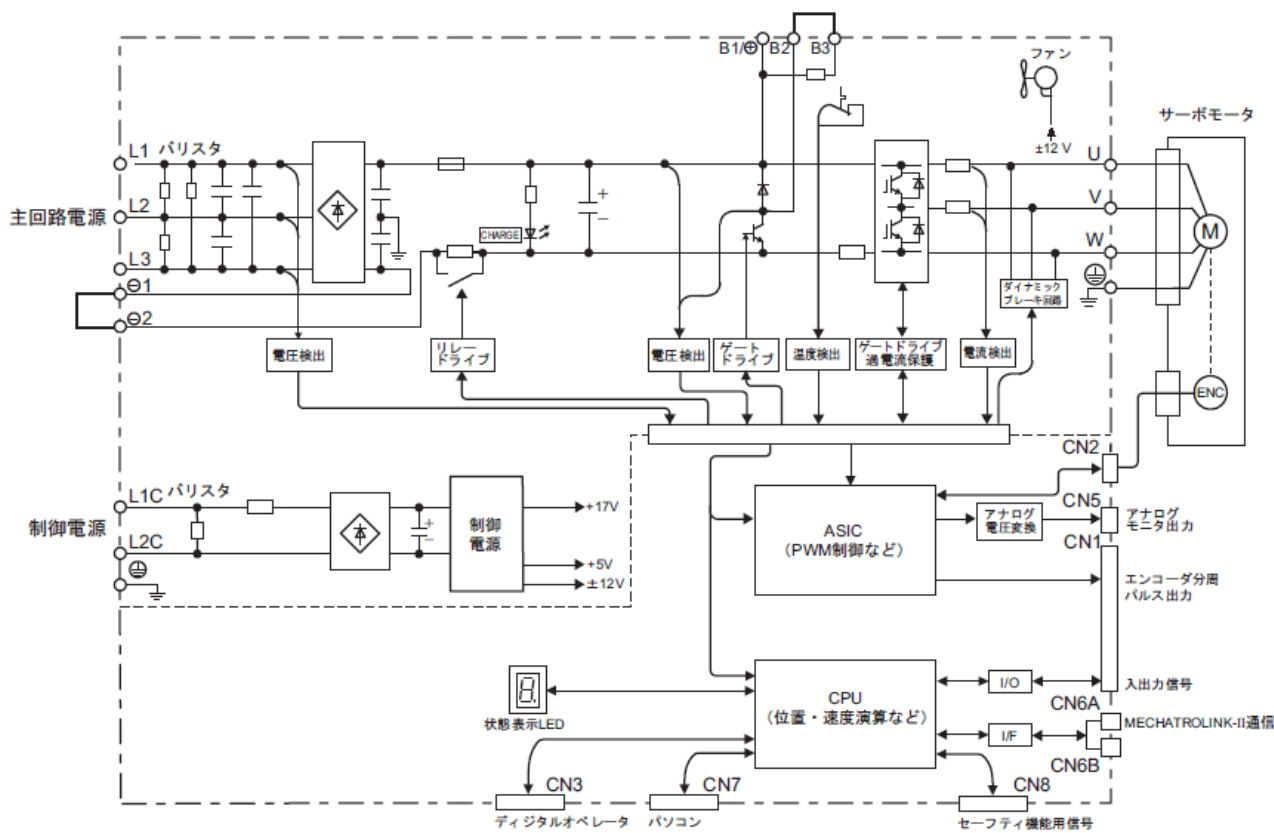 B1/⊕
B2
B3
ファン
±12 V
サーボモータ
主回路電源
L1
バリスタ
L2
L3
⊖1
⊖2
CHARGE
+
−
U
V
W
M
ENC
ダイナミック
ブレーキ回路
電圧検出
リレー
ドライブ
電圧検出
ゲート
ドライブ
温度検出
ゲートドライブ
過電流保護
電流検出
制御電源
L1C
バリスタ
L2C
+
−
制御
電源
+17V
+5V
±12V
ASIC
(PWM制御など)
アナログ
電圧変換
CN2
CN5
アナログ
モニタ出力
CN1
エンコーダ分周
パルス出力
CPU
(位置・速度演算など)
I/O
入出力信号
I/F
CN6A
MECHATROLINK-II通信
CN6B
8.
状態表示LED
CN3
ディジタルオペレータ
CN7
パソコン
CN8
セーフティ機能用信号